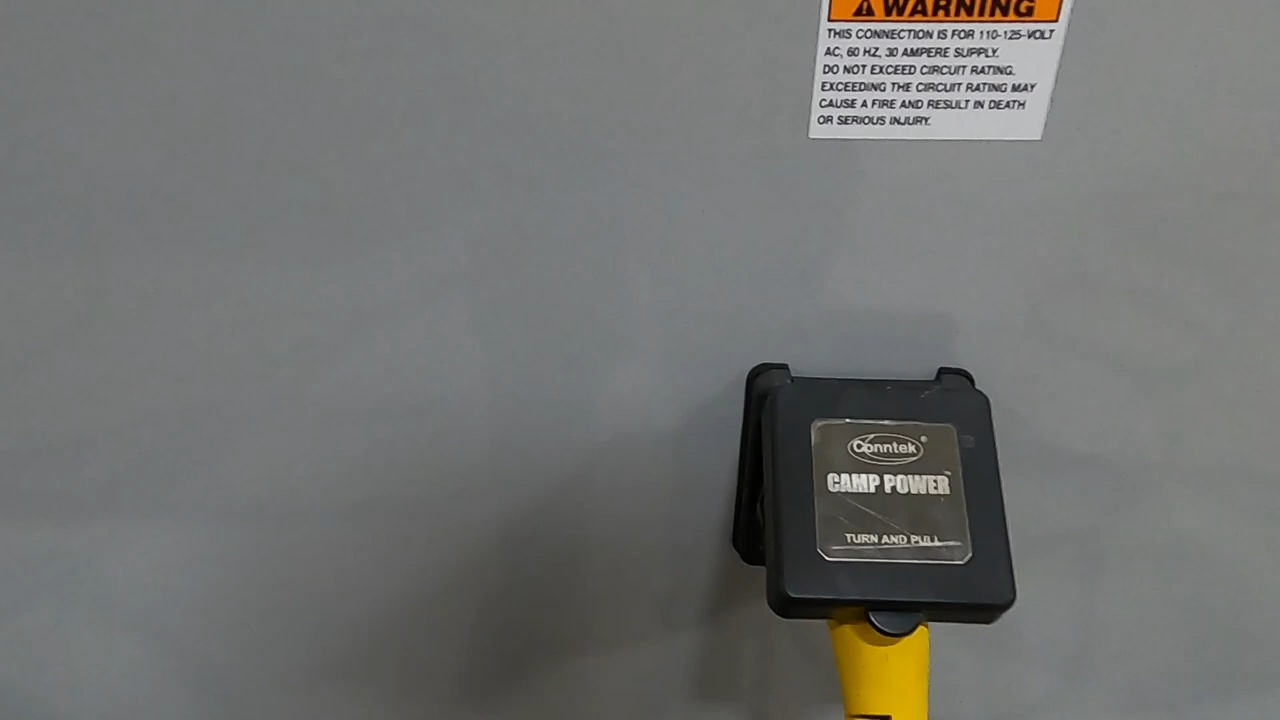 WARNING
THIS CONNECTION IS FOR 110-125-VOLT
AC, 60 HZ, 30 AMPERE SUPPLY.
DO NOT EXCEED CIRCUIT RATING.
EXCEEDING THE CIRCUIT RATING MAY
CAUSE A FIRE AND RESULT IN DEATH
OR SERIOUS INJURY.
Conntek®
CAMP POWER™
TURN AND PULL